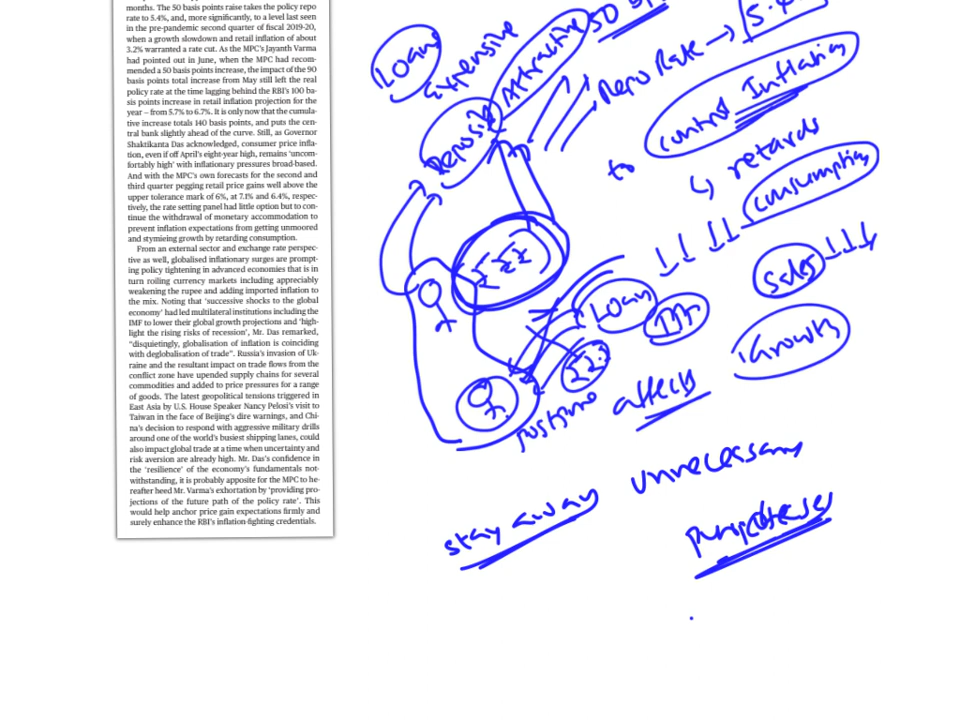 months. The 50 basis points raise takes the policy repo
rate to 5.4%, and, more significantly, to a level last seen
in the pre-pandemic second quarter of fiscal 2019-20,
when a growth slowdown and retail inflation of about
3.2% warranted a rate cut. As the MPC's Jayanth Varma
had pointed out in June, when the MPC had recom-
mended a 50 basis points increase, the impact of the 90
basis points total increase from May still left the real
policy rate at the time lagging behind the RBI's 100 ba-
sis points increase in retail inflation projection for the
year – from 5.7% to 6.7%. It is only now that the cumula-
tive increase totals 140 basis points, and puts the cen-
tral bank slightly ahead of the curve. Still, as Governor
Shaktikanta Das acknowledged, consumer price infla-
tion, even if off April's eight-year high, remains 'uncom-
fortably high' with inflationary pressures broad-based.
And with the MPC's own forecasts for the second and
third quarter pegging retail price gains well above the
upper tolerance mark of 6%, at 7.1% and 6.4%, respec-
tively, the rate setting panel had little option but to con-
tinue the withdrawal of monetary accommodation to
prevent inflation expectations from getting unmoored
and stymieing growth by retarding consumption.
From an external sector and exchange rate perspec-
tive as well, globalised inflationary surges are prompt-
ing policy tightening in advanced economies that is in
turn roiling currency markets including appreciably
weakening the rupee and adding imported inflation to
the mix. Noting that 'successive shocks to the global
economy' had led multilateral institutions including the
IMF to lower their global growth projections and 'high-
light the rising risks of recession', Mr. Das remarked,
"disquietingly, globalisation of inflation is coinciding
with deglobalisation of trade". Russia's invasion of Uk-
raine and the resultant impact on trade flows from the
conflict zone have upended supply chains for several
commodities and added to price pressures for a range
of goods. The latest geopolitical tensions triggered in
East Asia by U.S. House Speaker Nancy Pelosi's visit to
Taiwan in the face of Beijing's dire warnings, and Chi-
na's decision to respond with aggressive military drills
around one of the world's busiest shipping lanes, could
also impact global trade at a time when uncertainty and
risk aversion are already high. Mr. Das's confidence in
the 'resilience' of the economy's fundamentals not-
withstanding, it is probably apposite for the MPC to he-
reafter heed Mr. Varma's exhortation by 'providing pro-
jections of the future path of the policy rate'. This
would help anchor price gain expectations firmly and
surely enhance the RBI's inflation-fighting credentials.
Loans Expensive
Deposits Attractive
50
Repo Rate → 5.4
to control Inflation
↳ retards
consumption
↓↓ ↓↓
Sales ↓↓↓
Growth
₹ ₹₹
Loan
postpone affects
stay away unnecessary
purchases